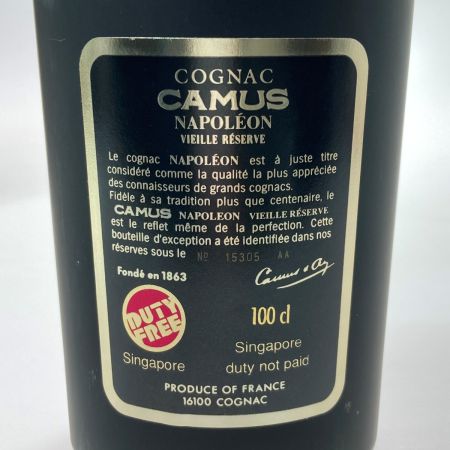 COGNAC
CAMUS
NAPOLÉON
VIEILLE RÉSERVE
Le cognac NAPOLÉON est à juste titre
considéré comme la qualité la plus appréciée
des connaisseurs de grands cognacs.
Fidèle à sa tradition plus que centenaire, le
CAMUS NAPOLEON VIEILLE RÉSERVE
est le reflet même de la perfection. Cette
bouteille d'exception a été identifiée dans nos
réserves sous le Nº 15305 AA
Fondé en 1863
DUTY
FREE
Singapore
100 cl
Singapore
duty not paid
PRODUCE OF FRANCE
16100 COGNAC